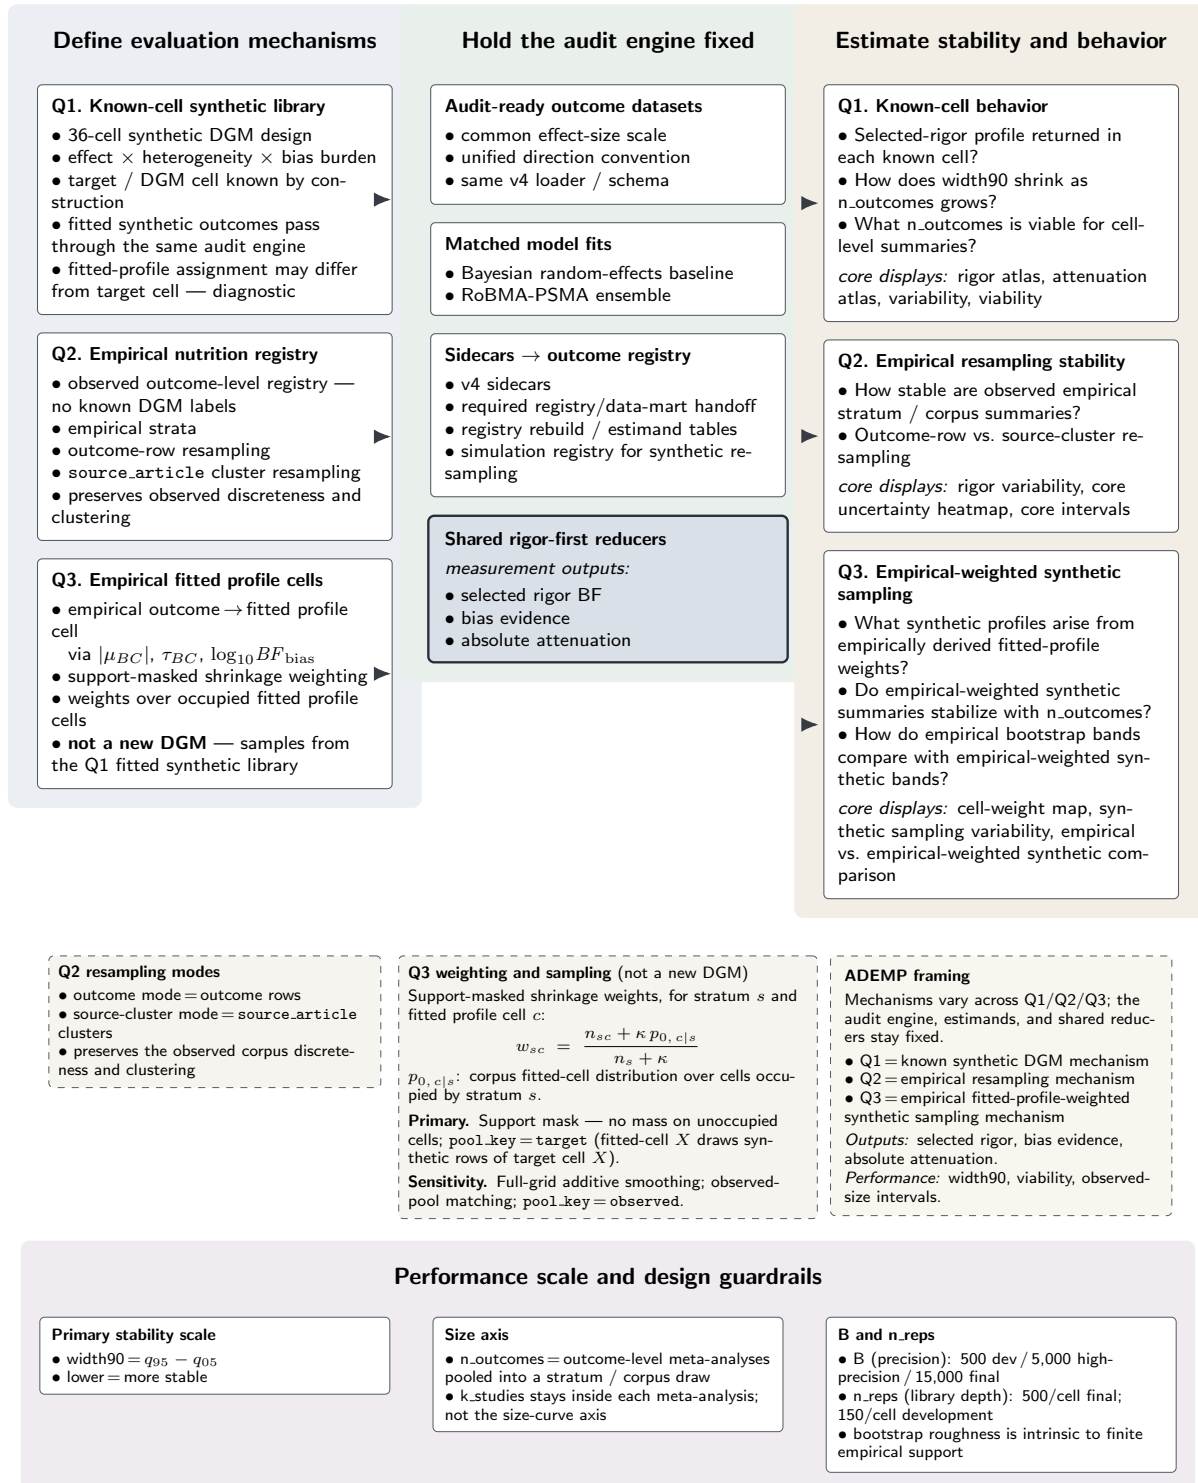 Define evaluation mechanisms
Q1. Known-cell synthetic library
● 36-cell synthetic DGM design
● effect × heterogeneity × bias burden
● target / DGM cell known by con-
struction
● fitted synthetic outcomes pass
through the same audit engine
● fitted-profile assignment may differ
from target cell — diagnostic
Q2. Empirical nutrition registry
● observed outcome-level registry —
no known DGM labels
● empirical strata
● outcome-row resampling
● source_article cluster resampling
● preserves observed discreteness and
clustering
Q3. Empirical fitted profile cells
● empirical outcome → fitted profile
cell
via |μ_BC|, τ_BC, log₁₀ BF_bias
● support-masked shrinkage weighting
● weights over occupied fitted profile
cells
● not a new DGM — samples from
the Q1 fitted synthetic library
Hold the audit engine fixed
Audit-ready outcome datasets
● common effect-size scale
● unified direction convention
● same v4 loader / schema
Matched model fits
● Bayesian random-effects baseline
● RoBMA-PSMA ensemble
Sidecars → outcome registry
● v4 sidecars
● required registry/data-mart handoff
● registry rebuild / estimand tables
● simulation registry for synthetic re-
sampling
Shared rigor-first reducers
measurement outputs:
● selected rigor BF
● bias evidence
● absolute attenuation
Estimate stability and behavior
Q1. Known-cell behavior
● Selected-rigor profile returned in
each known cell?
● How does width90 shrink as
n_outcomes grows?
● What n_outcomes is viable for cell-
level summaries?
core displays: rigor atlas, attenuation
atlas, variability, viability
Q2. Empirical resampling stability
● How stable are observed empirical
stratum / corpus summaries?
● Outcome-row vs. source-cluster re-
sampling
core displays: rigor variability, core
uncertainty heatmap, core intervals
Q3. Empirical-weighted synthetic
sampling
● What synthetic profiles arise from
empirically derived fitted-profile
weights?
● Do empirical-weighted synthetic
summaries stabilize with n_outcomes?
● How do empirical bootstrap bands
compare with empirical-weighted syn-
thetic bands?
core displays: cell-weight map, syn-
thetic sampling variability, empirical
vs. empirical-weighted synthetic com-
parison
Q2 resampling modes
● outcome mode = outcome rows
● source-cluster mode = source_article
clusters
● preserves the observed corpus discrete-
ness and clustering
Q3 weighting and sampling (not a new DGM)
Support-masked shrinkage weights, for stratum s and
fitted profile cell c:
w_sc = (n_sc + κ p_0, c|s) / (n_s + κ)
p_0, c|s: corpus fitted-cell distribution over cells occu-
pied by stratum s.
Primary. Support mask — no mass on unoccupied
cells; pool_key = target (fitted-cell X draws syn-
thetic rows of target cell X).
Sensitivity. Full-grid additive smoothing; observed-
pool matching; pool_key = observed.
ADEMP framing
Mechanisms vary across Q1/Q2/Q3; the
audit engine, estimands, and shared reduc-
ers stay fixed.
● Q1 = known synthetic DGM mechanism
● Q2 = empirical resampling mechanism
● Q3 = empirical fitted-profile-weighted
synthetic sampling mechanism
Outputs: selected rigor, bias evidence,
absolute attenuation.
Performance: width90, viability, observed-
size intervals.
Performance scale and design guardrails
Primary stability scale
● width90 = q₉₅ − q₀₅
● lower = more stable
Size axis
● n_outcomes = outcome-level meta-analyses
pooled into a stratum / corpus draw
● k_studies stays inside each meta-analysis;
not the size-curve axis
B and n_reps
● B (precision): 500 dev / 5,000 high-
precision / 15,000 final
● n_reps (library depth): 500/cell final;
150/cell development
● bootstrap roughness is intrinsic to finite
empirical support